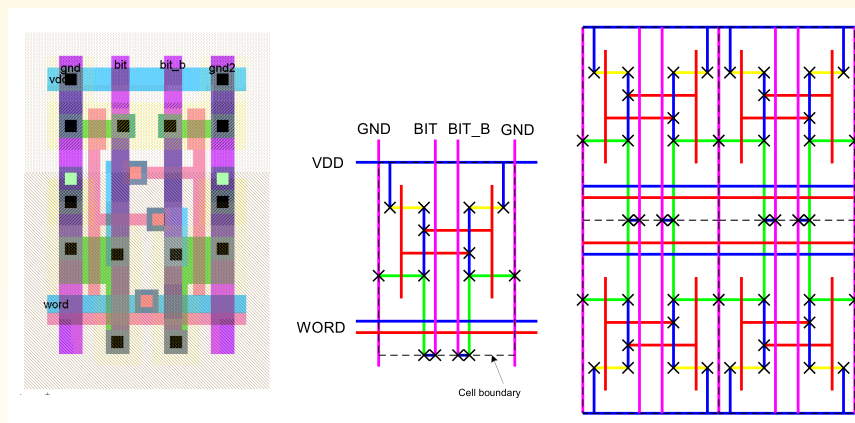 gnd bit bit_b gnd2
vdd
word
GND BIT BIT_B GND
VDD
WORD
Cell boundary